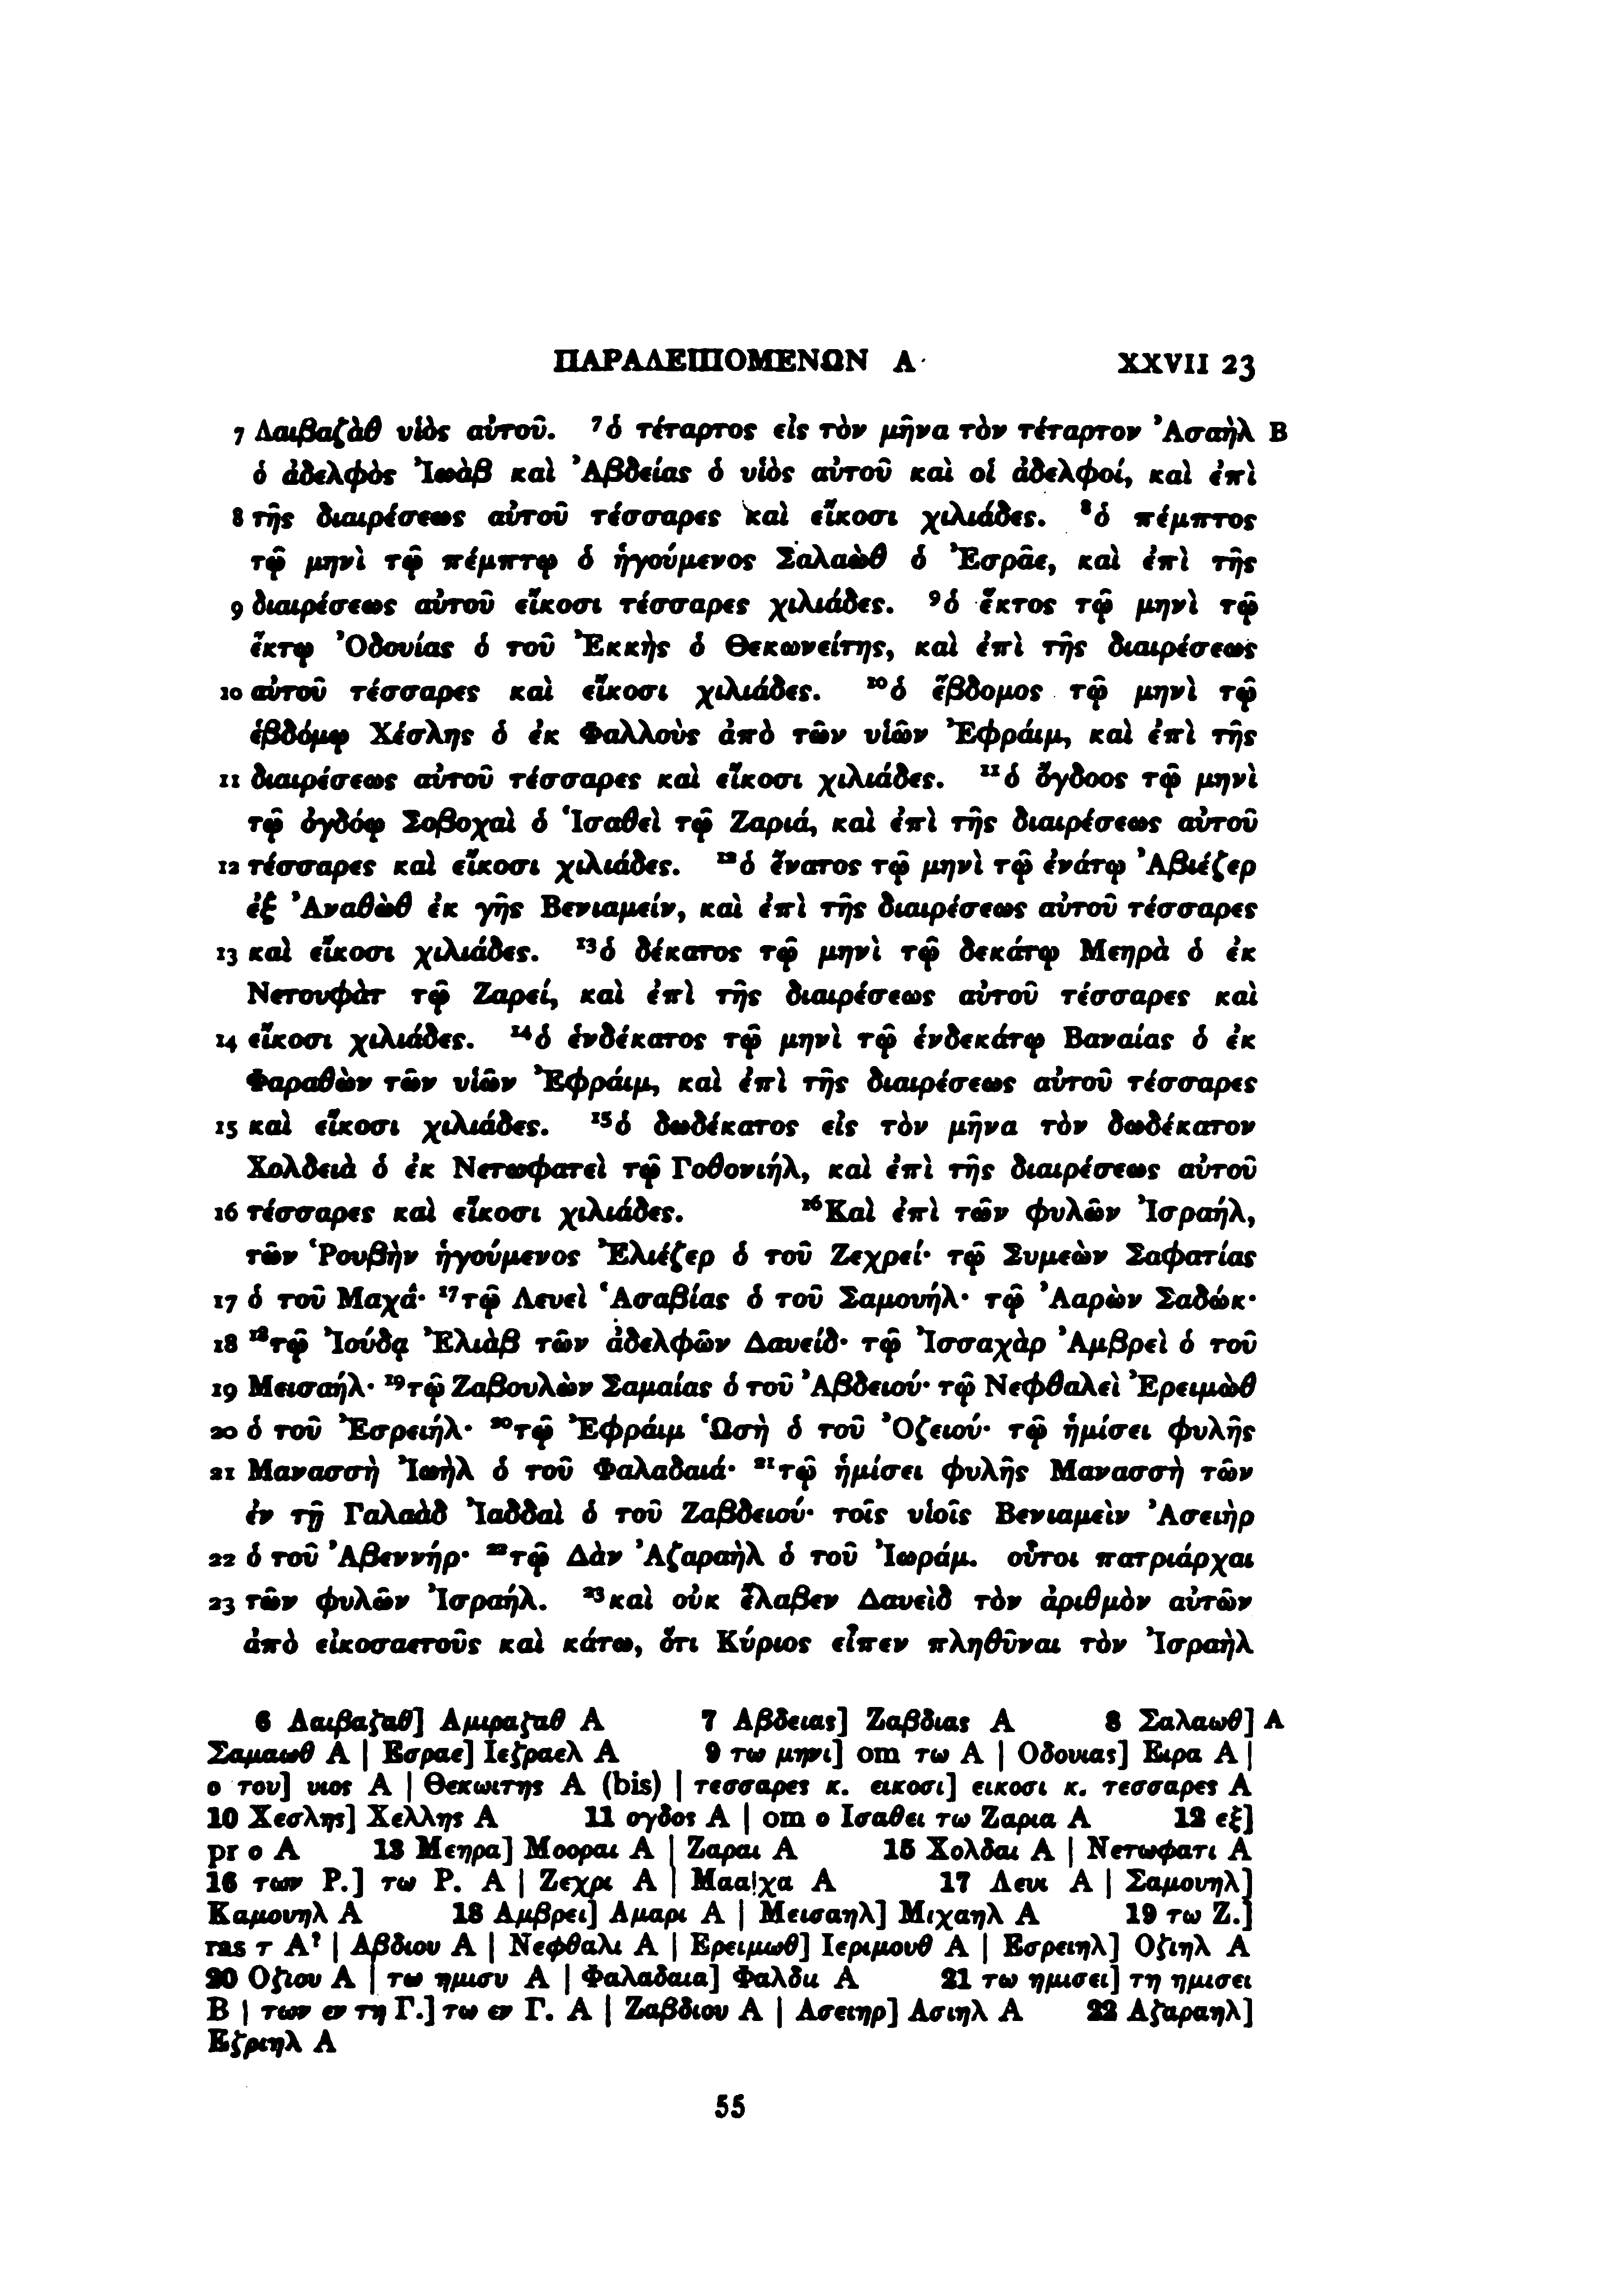 ΠΑΡΑΛΕΙΠΟΜΕΝΩΝ Α XXVII 23
7 Δαιβαζὰθ υἱὸς αὐτοῦ. ⁷ὁ τέταρτος εἰς τὸν μῆνα τὸν τέταρτον Ἀσαὴλ B
ὁ ἀδελφὸς Ἰωὰβ καὶ Ἀβδείας ὁ υἱὸς αὐτοῦ καὶ οἱ ἀδελφοί, καὶ ἐπὶ
8 τῆς διαιρέσεως αὐτοῦ τέσσαρες καὶ εἴκοσι χιλιάδες. ⁸ὁ πέμπτος
τῷ μηνὶ τῷ πέμπτῳ ὁ ἡγούμενος Σαλαὼθ ὁ Ἐσρᾶε, καὶ ἐπὶ τῆς
9 διαιρέσεως αὐτοῦ εἴκοσι τέσσαρες χιλιάδες. ⁹ὁ ἕκτος τῷ μηνὶ τῷ
ἕκτῳ Ὀδουίας ὁ τοῦ Ἐκκὴς ὁ Θεκωνείτης, καὶ ἐπὶ τῆς διαιρέσεως
10 αὐτοῦ τέσσαρες καὶ εἴκοσι χιλιάδες. ¹⁰ὁ ἕβδομος τῷ μηνὶ τῷ
ἑβδόμῳ Χέσλης ὁ ἐκ Φαλλοὺς ἀπὸ τῶν υἱῶν Ἐφράιμ, καὶ ἐπὶ τῆς
11 διαιρέσεως αὐτοῦ τέσσαρες καὶ εἴκοσι χιλιάδες. ¹¹ὁ ὄγδοος τῷ μηνὶ
τῷ ὀγδόῳ Σοβοχαὶ ὁ Ἰσαθεὶ τῷ Ζαριά, καὶ ἐπὶ τῆς διαιρέσεως αὐτοῦ
12 τέσσαρες καὶ εἴκοσι χιλιάδες. ¹²ὁ ἔνατος τῷ μηνὶ τῷ ἐνάτῳ Ἀβιέζερ
ἐξ Ἀναθὼθ ἐκ γῆς Βενιαμείν, καὶ ἐπὶ τῆς διαιρέσεως αὐτοῦ τέσσαρες
13 καὶ εἴκοσι χιλιάδες. ¹³ὁ δέκατος τῷ μηνὶ τῷ δεκάτῳ Μεηρὰ ὁ ἐκ
Νετουφὰτ τῷ Ζαρεί, καὶ ἐπὶ τῆς διαιρέσεως αὐτοῦ τέσσαρες καὶ
14 εἴκοσι χιλιάδες. ¹⁴ὁ ἑνδέκατος τῷ μηνὶ τῷ ἑνδεκάτῳ Βαναίας ὁ ἐκ
Φαραθὼν τῶν υἱῶν Ἐφράιμ, καὶ ἐπὶ τῆς διαιρέσεως αὐτοῦ τέσσαρες
15 καὶ εἴκοσι χιλιάδες. ¹⁵ὁ δωδέκατος εἰς τὸν μῆνα τὸν δωδέκατον
Χολδειὰ ὁ ἐκ Νετωφατεὶ τῷ Γοθονιήλ, καὶ ἐπὶ τῆς διαιρέσεως αὐτοῦ
16 τέσσαρες καὶ εἴκοσι χιλιάδες. ¹⁶Καὶ ἐπὶ τῶν φυλῶν Ἰσραήλ,
τῶν Ῥουβὴν ἡγούμενος Ἐλιέζερ ὁ τοῦ Ζεχρεί· τῷ Συμεὼν Σαφατίας
17 ὁ τοῦ Μαχά· ¹⁷τῷ Λευεὶ Ἁσαβίας ὁ τοῦ Σαμουήλ· τῷ Ἀαρὼν Σαδώκ·
18 ¹⁸τῷ Ἰούδᾳ Ἐλιὰβ τῶν ἀδελφῶν Δαυείδ· τῷ Ἰσσαχὰρ Ἀμβρεὶ ὁ τοῦ
19 Μεισαήλ· ¹⁹τῷ Ζαβουλὼν Σαμαίας ὁ τοῦ Ἀβδειού· τῷ Νεφθαλεὶ Ἐρειμὼθ
20 ὁ τοῦ Ἐσρειήλ· ²⁰τῷ Ἐφράιμ Ὡσὴ ὁ τοῦ Ὀζειού· τῷ ἡμίσει φυλῆς
21 Μανασσὴ Ἰωὴλ ὁ τοῦ Φαλαδαιά· ²¹τῷ ἡμίσει φυλῆς Μανασσὴ τῶν
ἐν τῇ Γαλαὰδ Ἰαδδαὶ ὁ τοῦ Ζαβδειού· τοῖς υἱοῖς Βενιαμεὶν Ἀσειὴρ
22 ὁ τοῦ Ἀβεννήρ· ²²τῷ Δὰν Ἀζαραὴλ ὁ τοῦ Ἰωράμ. οὗτοι πατριάρχαι
23 τῶν φυλῶν Ἰσραήλ. ²³καὶ οὐκ ἔλαβεν Δαυεὶδ τὸν ἀριθμὸν αὐτῶν
ἀπὸ εἰκοσαετοῦς καὶ κάτω, ὅτι Κύριος εἶπεν πληθῦναι τὸν Ἰσραὴλ
6 Δαιβαζαθ] Αμιραζαθ A 7 Αβδειας] Ζαβδιας A 8 Σαλαωθ] A
Σαμαωθ A | Εσραε] Ιεζραελ A 9 τω μηνι] om τω A | Οδουιας] Ειρα A |
ο του] υιος A | Θεκωιτης A (bis) | τεσσαρες κ. εικοσι] εικοσι κ. τεσσαρες A
10 Χεσλης] Χελλης A 11 ογδος A | om ο Ισαθει τω Ζαρια A 12 εξ]
pr ο A 13 Μεηρα] Μοοραι A | Ζαραι A 15 Χολδαι A | Νετωφατι A
16 των Ρ.] τω Ρ. A | Ζεχρι A | Μαα|χα A 17 Λευι A | Σαμουηλ]
Καμουηλ A 18 Αμβρει] Αμαρι A | Μεισαηλ] Μιχαηλ A 19 τω Ζ.]
ras τ A? | Αβδιου A | Νεφθαλι A | Ερειμωθ] Ιεριμουθ A | Εσρειηλ] Οζιηλ A
20 Οζιου A | τω ημισυ A | Φαλαδαια] Φαλδια A 21 τω ημισει] τη ημισει
B | των εν τη Γ.] τω εν Γ. A | Ζαβδιου A | Ασειηρ] Ασιηλ A 22 Αζαραηλ]
Εζριηλ A
55